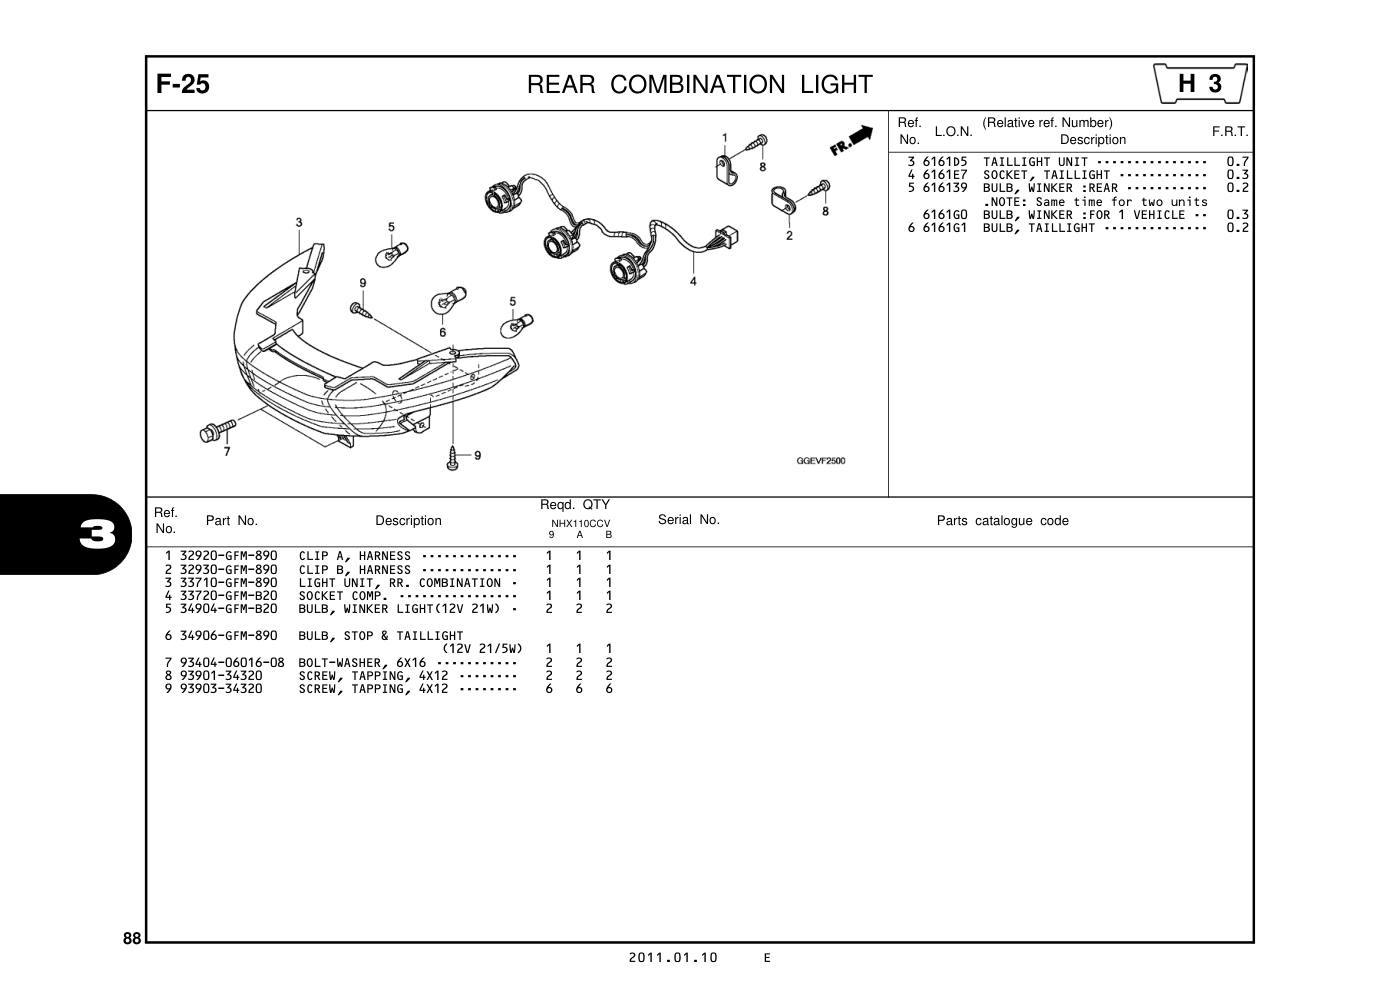 F-25
REAR COMBINATION LIGHT
H 3
1
8
FR.
2
8
3
5
9
6
5
4
7
9
GGEVF2500
Ref. No. L.O.N. (Relative ref. Number) Description F.R.T.
3 6161D5 TAILLIGHT UNIT --------------- 0.7
4 6161E7 SOCKET, TAILLIGHT ------------ 0.3
5 616139 BULB, WINKER :REAR ----------- 0.2
.NOTE: Same time for two units
6161G0 BULB, WINKER :FOR 1 VEHICLE -- 0.3
6 6161G1 BULB, TAILLIGHT -------------- 0.2
Ref. No. Part No. Description Reqd. QTY Serial No. Parts catalogue code
NHX110CCV
9 A B
1 32920-GFM-890 CLIP A, HARNESS ------------- 1 1 1
2 32930-GFM-890 CLIP B, HARNESS ------------- 1 1 1
3 33710-GFM-890 LIGHT UNIT, RR. COMBINATION - 1 1 1
4 33720-GFM-B20 SOCKET COMP. ---------------- 1 1 1
5 34904-GFM-B20 BULB, WINKER LIGHT(12V 21W) - 2 2 2
6 34906-GFM-890 BULB, STOP & TAILLIGHT
(12V 21/5W) 1 1 1
7 93404-06016-08 BOLT-WASHER, 6X16 ----------- 2 2 2
8 93901-34320 SCREW, TAPPING, 4X12 -------- 2 2 2
9 93903-34320 SCREW, TAPPING, 4X12 -------- 6 6 6
3
88
2011.01.10 E